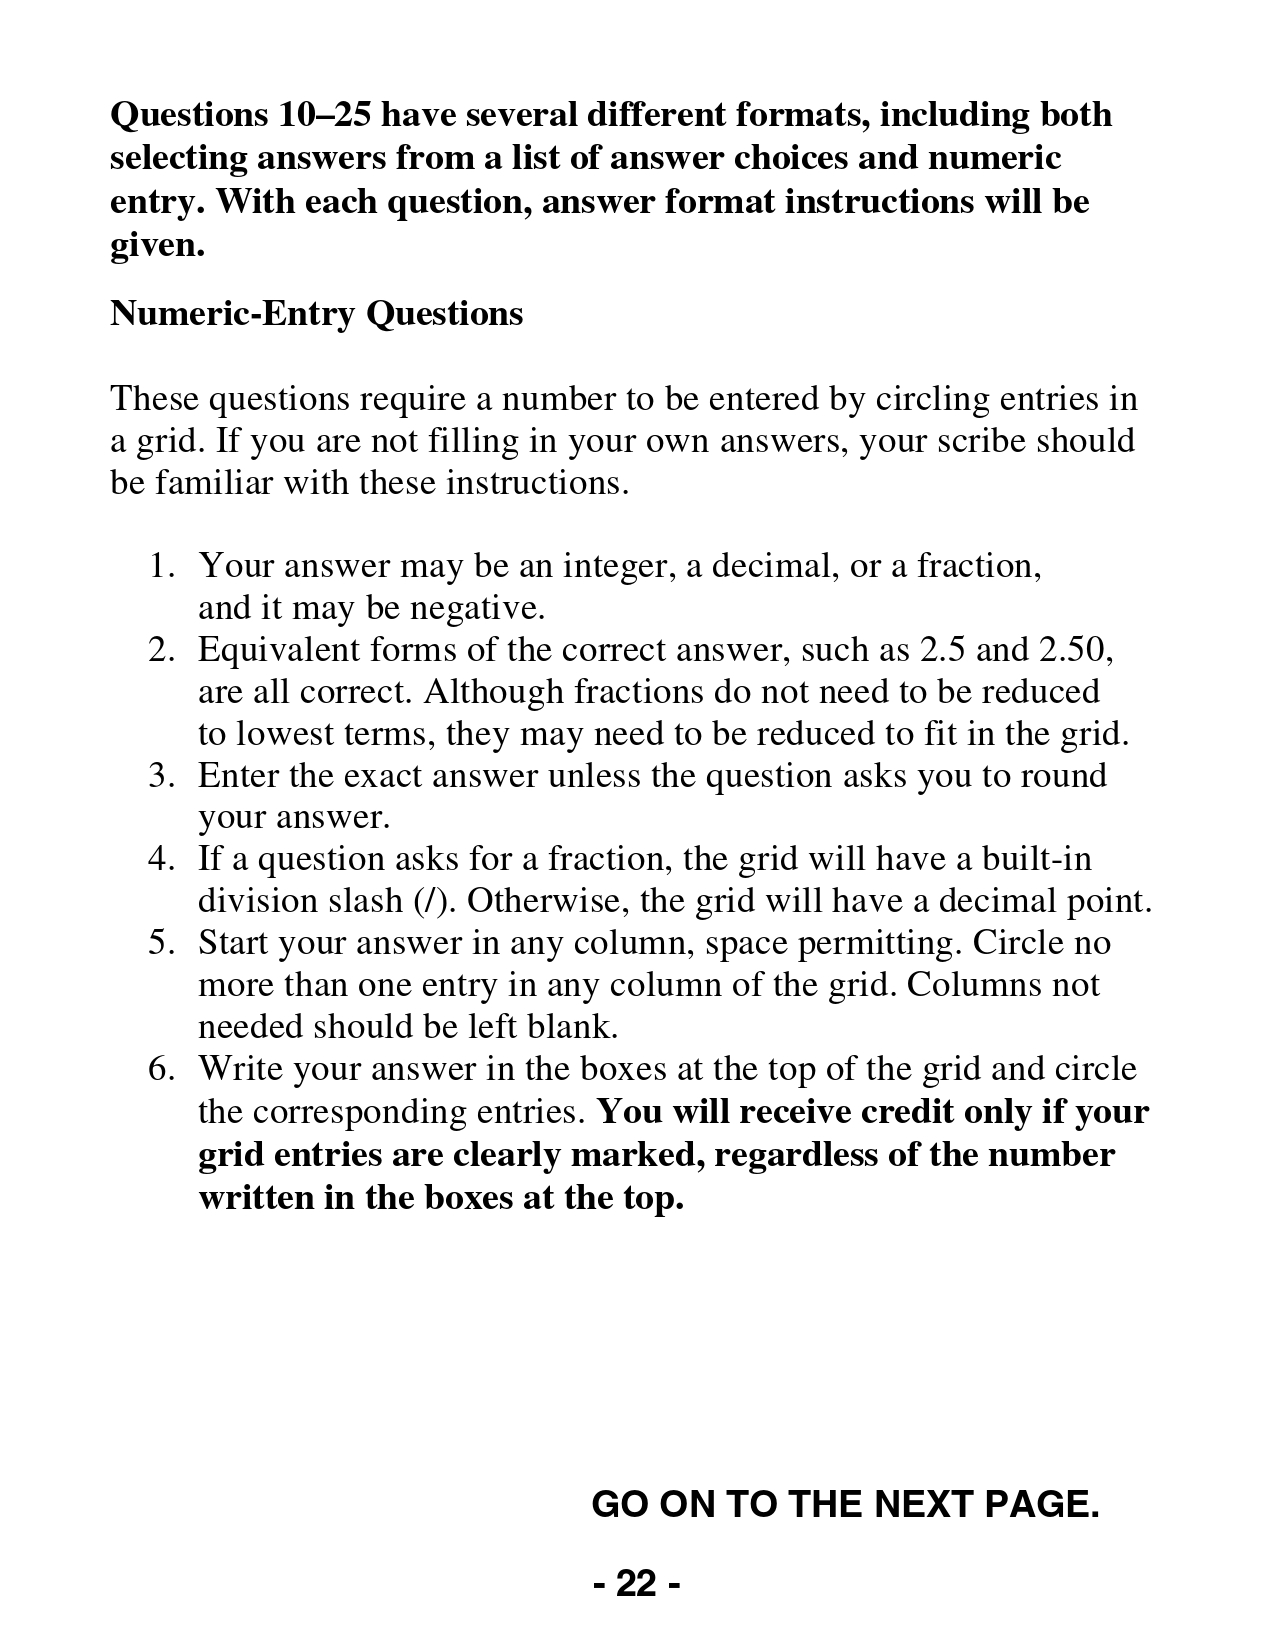 Questions 10–25 have several different formats, including both
selecting answers from a list of answer choices and numeric
entry. With each question, answer format instructions will be
given.
Numeric-Entry Questions
These questions require a number to be entered by circling entries in
a grid. If you are not filling in your own answers, your scribe should
be familiar with these instructions.
1. Your answer may be an integer, a decimal, or a fraction,
and it may be negative.
2. Equivalent forms of the correct answer, such as 2.5 and 2.50,
are all correct. Although fractions do not need to be reduced
to lowest terms, they may need to be reduced to fit in the grid.
3. Enter the exact answer unless the question asks you to round
your answer.
4. If a question asks for a fraction, the grid will have a built-in
division slash (/). Otherwise, the grid will have a decimal point.
5. Start your answer in any column, space permitting. Circle no
more than one entry in any column of the grid. Columns not
needed should be left blank.
6. Write your answer in the boxes at the top of the grid and circle
the corresponding entries. You will receive credit only if your
grid entries are clearly marked, regardless of the number
written in the boxes at the top.
GO ON TO THE NEXT PAGE.
- 22 -